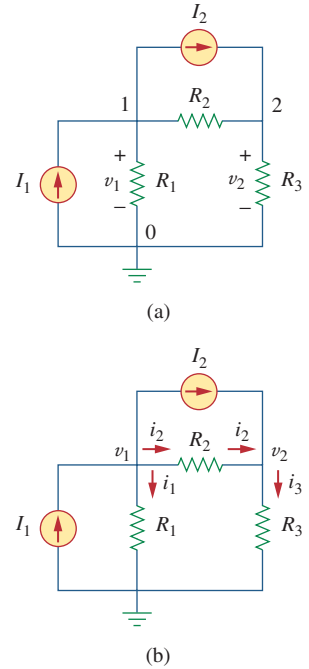 I₂
1 R₂ 2
I₁ + v₁ − R₁ + v₂ − R₃
0
(a)
I₂
v₁ i₂ R₂ i₂ v₂
i₁ i₃
I₁ R₁ R₃
(b)